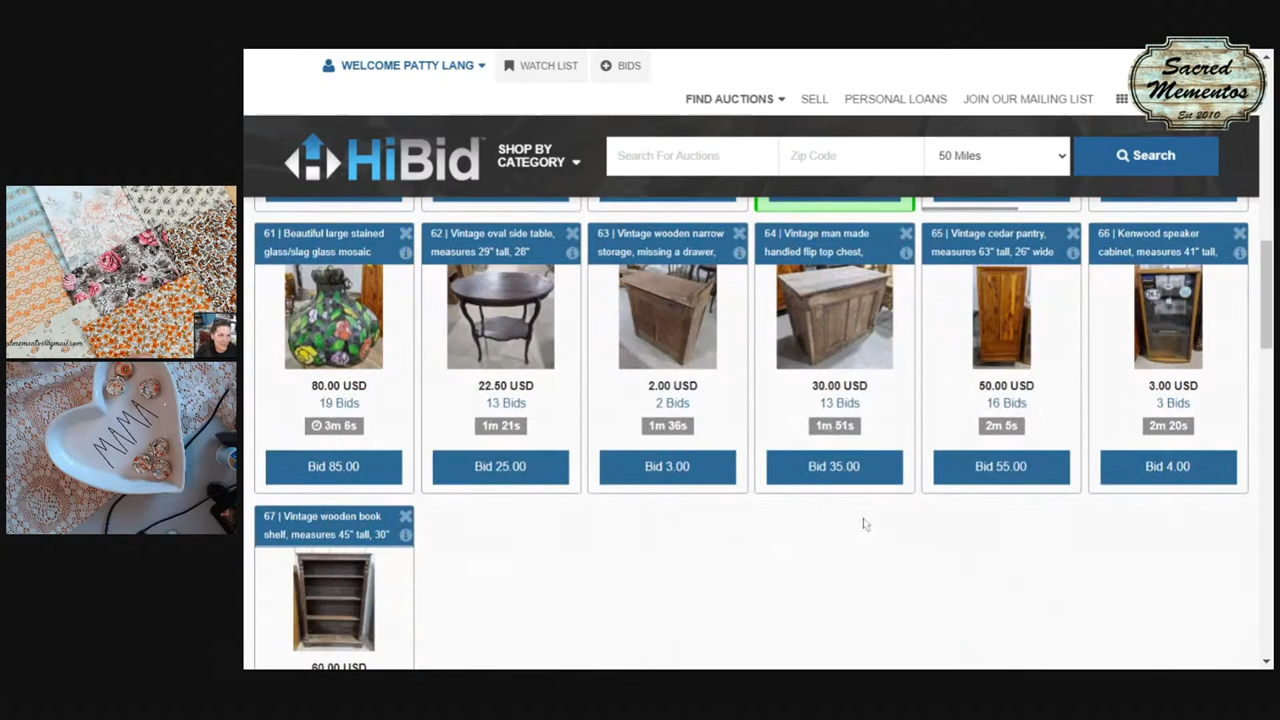 WELCOME PATTY LANG
WATCH LIST
BIDS
Sacred
Mementos
Est 2010
FIND AUCTIONS
SELL
PERSONAL LOANS
JOIN OUR MAILING LIST
HiBid
SHOP BY
CATEGORY
Search For Auctions
Zip Code
50 Miles
Search
61 | Beautiful large stained
glass/slag glass mosaic
80.00 USD
19 Bids
3m 6s
Bid 85.00
62 | Vintage oval side table,
measures 29" tall, 28"
22.50 USD
13 Bids
1m 21s
Bid 25.00
63 | Vintage wooden narrow
storage, missing a drawer,
2.00 USD
2 Bids
1m 36s
Bid 3.00
64 | Vintage man made
handled flip top chest,
30.00 USD
13 Bids
1m 51s
Bid 35.00
65 | Vintage cedar pantry,
measures 63" tall, 26" wide
50.00 USD
16 Bids
2m 5s
Bid 55.00
66 | Kenwood speaker
cabinet, measures 41" tall,
3.00 USD
3 Bids
2m 20s
Bid 4.00
67 | Vintage wooden book
shelf, measures 45" tall, 30"
60.00 USD
MAMA